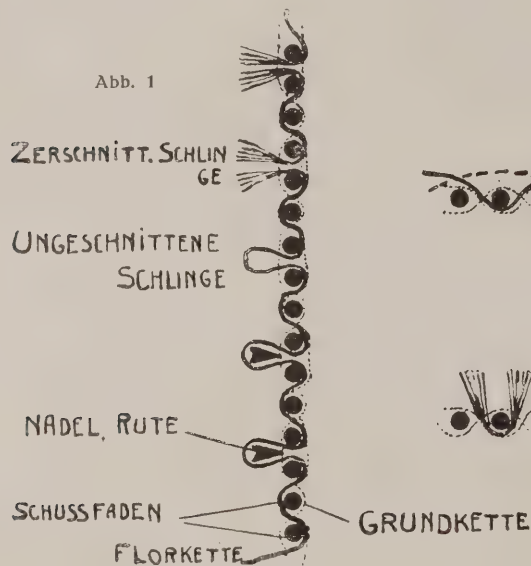 Abb. 1
ZERSCHNITT. SCHLIN
GE
UNGESCHNITTENE
SCHLINGE
NADEL, RUTE
SCHUSSFADEN
GRUNDKETTE
FLORKETTE